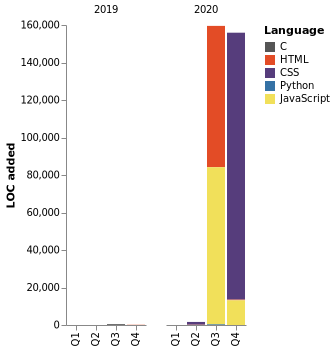 2019 2020
Language
C
HTML
CSS
Python
JavaScript
LOC added
160,000
140,000
120,000
100,000
80,000
60,000
40,000
20,000
0
Q1 Q2 Q3 Q4 Q1 Q2 Q3 Q4